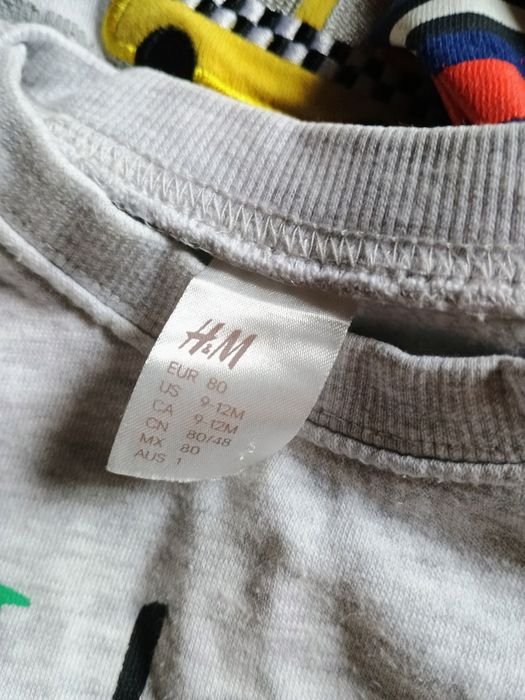 H&M
EUR 80
US 9-12M
CA 9-12M
CN 80/48
MX 80
AUS 1